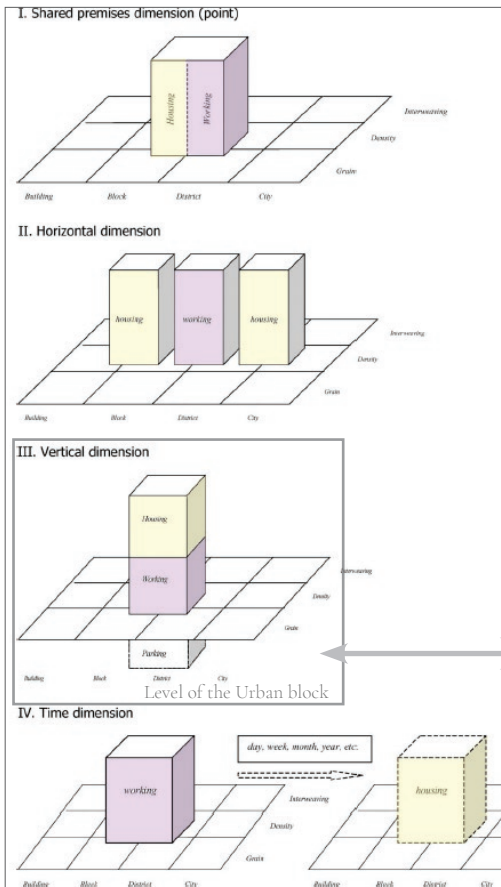 I. Shared premises dimension (point)
Housing
Working
Interweaving
Density
Grain
Building Block District City
II. Horizontal dimension
housing working housing
Interweaving
Density
Grain
Building Block District City
III. Vertical dimension
Housing
Working
Interweaving
Density
Grain
Parking
Building Block District City
Level of the Urban block
IV. Time dimension
day, week, month, year, etc.
working
housing
Interweaving
Density
Grain
Building Block District City
Building Block District City